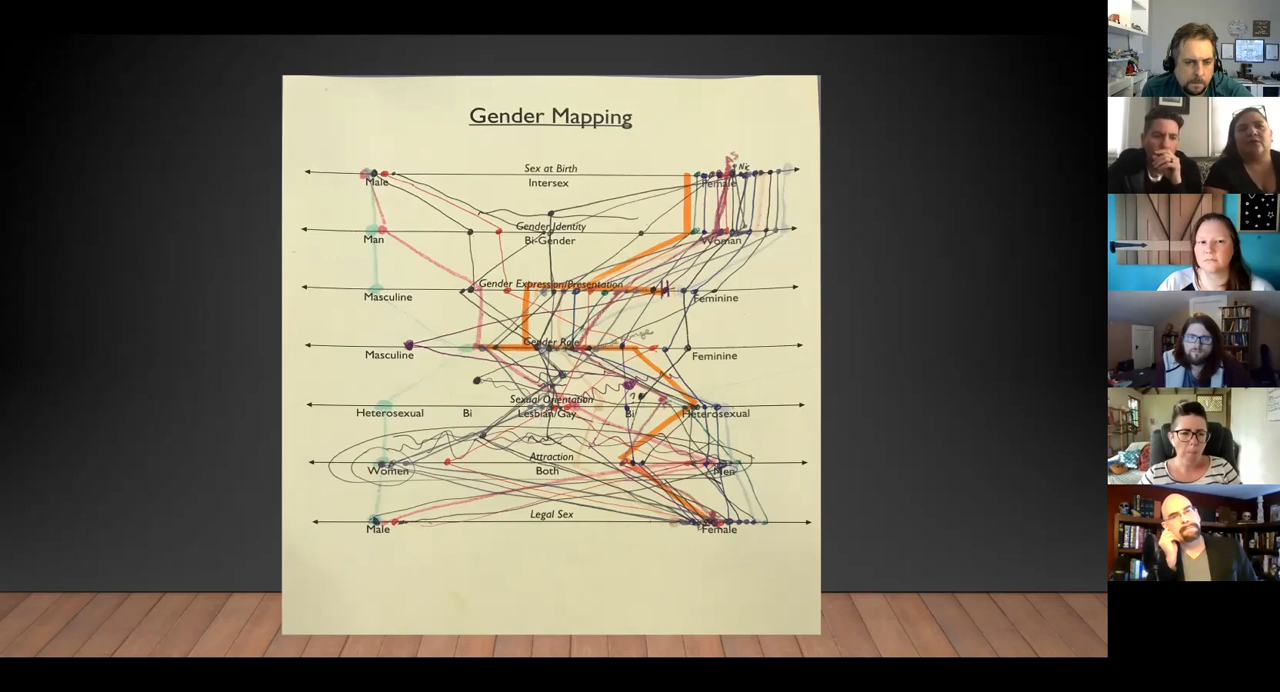 Gender Mapping
Sex at Birth
Nic
Male Intersex Female
Gender Identity
Man Bi-Gender Woman
Gender Expression/Presentation
Masculine Feminine
Gender Role
Masculine Feminine
Sexual Orientation
Heterosexual Bi Lesbian/Gay Bi Heterosexual
Attraction
Women Both Men
Legal Sex
Male Female